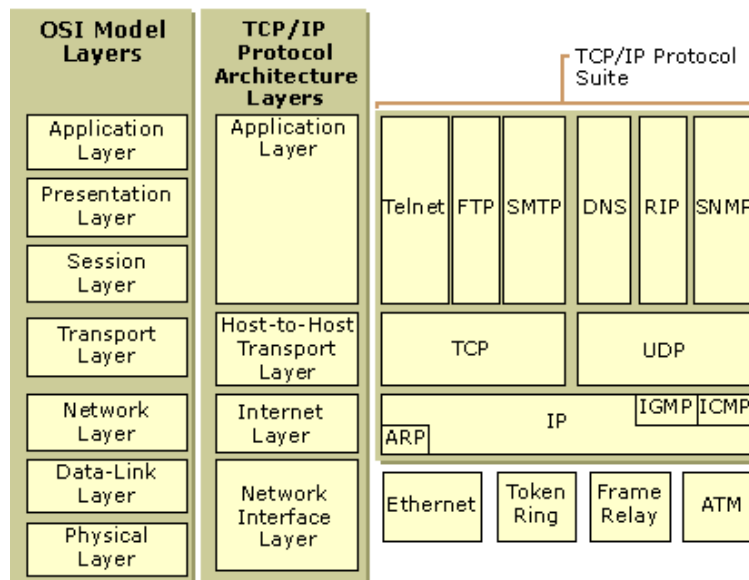 OSI Model
Layers
Application
Layer
Presentation
Layer
Session
Layer
Transport
Layer
Network
Layer
Data-Link
Layer
Physical
Layer
TCP/IP
Protocol
Architecture
Layers
Application
Layer
Host-to-Host
Transport
Layer
Internet
Layer
Network
Interface
Layer
TCP/IP Protocol
Suite
Telnet
FTP
SMTP
DNS
RIP
SNMP
TCP
UDP
IP
IGMP
ICMP
ARP
Ethernet
Token
Ring
Frame
Relay
ATM